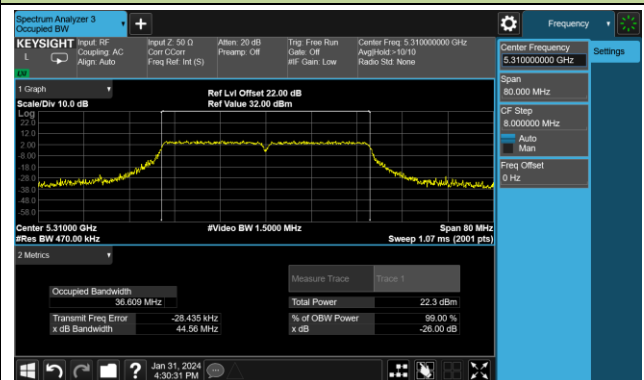 Spectrum Analyzer 3
Occupied BW
Frequency
KEYSIGHT
Input: RF
Coupling: AC
Align: Auto
Input Z: 50 Ω
Corr CCorr
Freq Ref: Int (S)
Atten: 20 dB
Preamp: Off
Trig: Free Run
Gate: Off
#IF Gain: Low
Center Freq: 5.310000000 GHz
Avg|Hold:>10/10
Radio Std: None
L
Center Frequency
5.310000000 GHz
Settings
Span
80.000 MHz
CF Step
8.000000 MHz
Auto
Man
Freq Offset
0 Hz
1 Graph
Scale/Div 10.0 dB
Ref Lvl Offset 22.00 dB
Ref Value 32.00 dBm
Log
22.0
12.0
2.00
-8.00
-18.0
-28.0
-38.0
-48.0
-58.0
Center 5.31000 GHz
#Res BW 470.00 kHz
#Video BW 1.5000 MHz
Span 80 MHz
Sweep 1.07 ms (2001 pts)
2 Metrics
Measure Trace
Trace 1
Occupied Bandwidth
36.609 MHz
Total Power
22.3 dBm
Transmit Freq Error
-28.435 kHz
% of OBW Power
99.00 %
x dB Bandwidth
44.56 MHz
x dB
-26.00 dB
?
Jan 31, 2024
4:30:31 PM